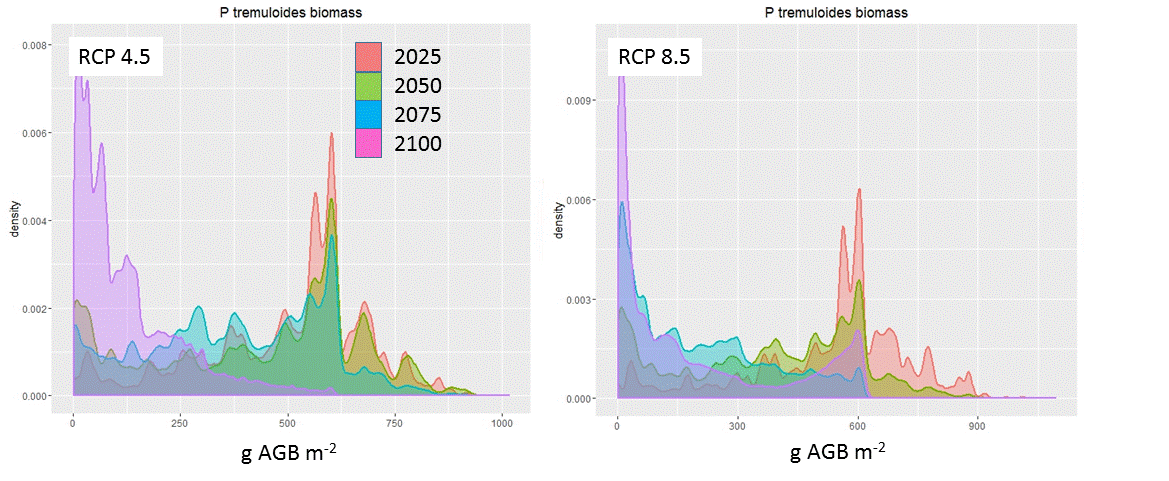 P tremuloides biomass
RCP 4.5
2025
2050
2075
2100
0.008
0.006
0.004
0.002
0.000
density
0
250
500
750
1000
g AGB m-2
P tremuloides biomass
RCP 8.5
0.009
0.006
0.003
0.000
density
0
300
600
900
g AGB m-2